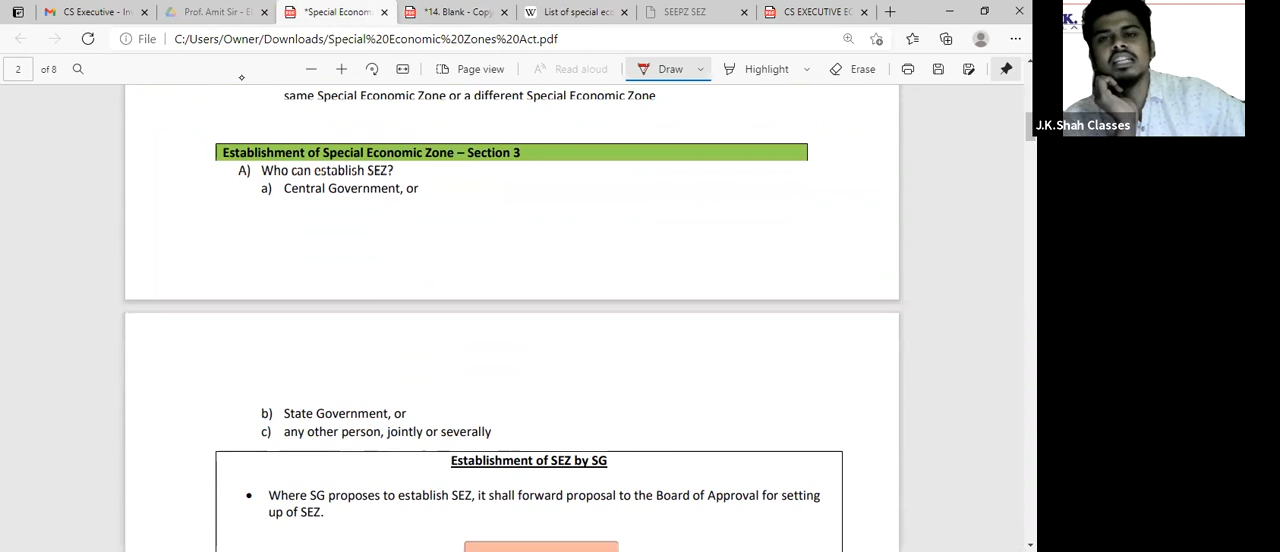 CS Executive - Inv
Prof. Amit Sir - E
*Special Econom
*14. Blank - Copy
List of special ec
SEEPZ SEZ
CS EXECUTIVE EC
File
C:/Users/Owner/Downloads/Special%20Economic%20Zones%20Act.pdf
2 of 8
Page view
Read aloud
Draw
Highlight
Erase
K. S
J.K.Shah Classes
same Special Economic Zone or a different Special Economic Zone
Establishment of Special Economic Zone – Section 3
A) Who can establish SEZ?
a) Central Government, or
b) State Government, or
c) any other person, jointly or severally
Establishment of SEZ by SG
• Where SG proposes to establish SEZ, it shall forward proposal to the Board of Approval for setting
up of SEZ.